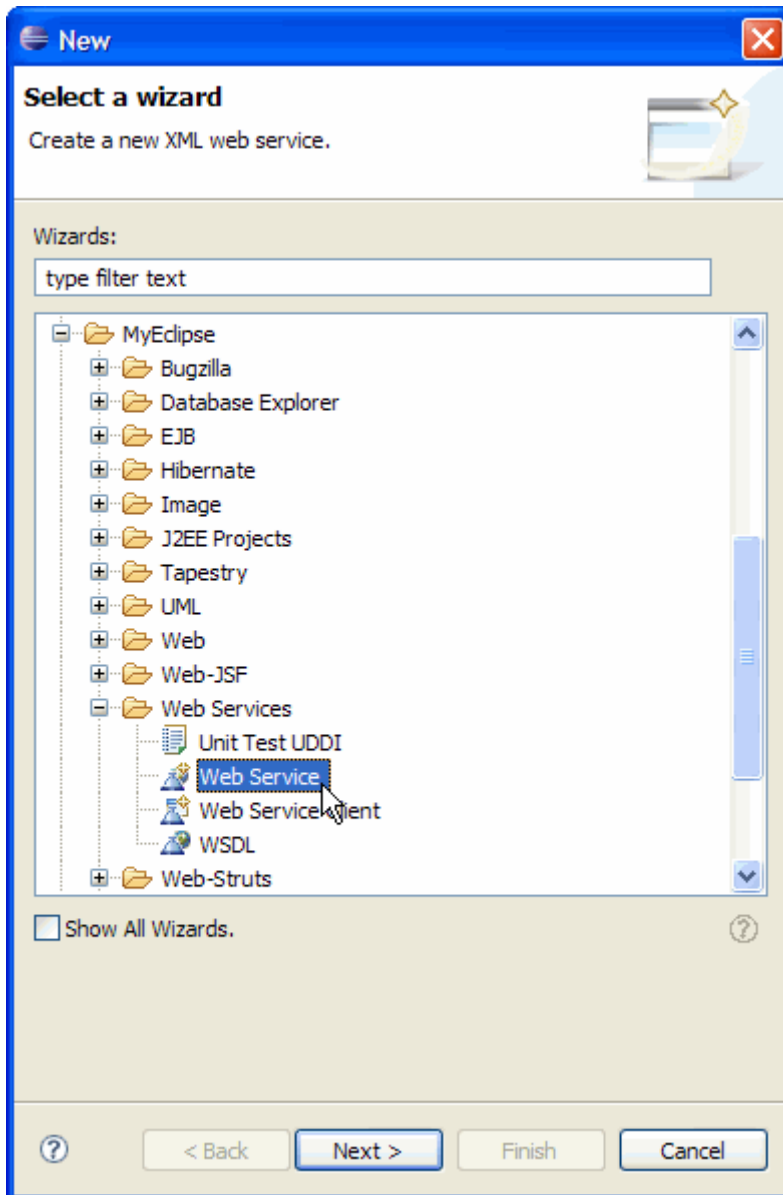 New
Select a wizard
Create a new XML web service.
Wizards:
type filter text
MyEclipse
Bugzilla
Database Explorer
EJB
Hibernate
Image
J2EE Projects
Tapestry
UML
Web
Web-JSF
Web Services
Unit Test UDDI
Web Service
Web Service Client
WSDL
Web-Struts
Show All Wizards.
< Back Next > Finish Cancel